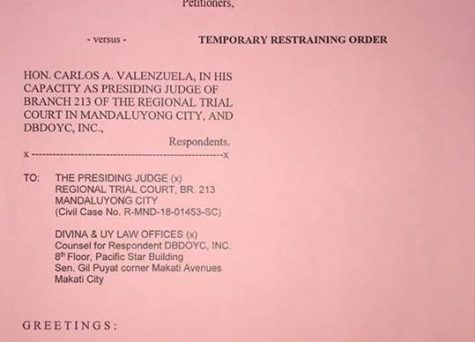 Petitioners,
- versus -
TEMPORARY RESTRAINING ORDER
HON. CARLOS A. VALENZUELA, IN HIS
CAPACITY AS PRESIDING JUDGE OF
BRANCH 213 OF THE REGIONAL TRIAL
COURT IN MANDALUYONG CITY, AND
DBDOYC, INC.,
Respondents.
x -------------------------------------------------x
TO: THE PRESIDING JUDGE (x)
REGIONAL TRIAL COURT, BR. 213
MANDALUYONG CITY
(Civil Case No. R-MND-18-01453-SC)
DIVINA & UY LAW OFFICES (x)
Counsel for Respondent DBDOYC, INC.
8th Floor, Pacific Star Building
Sen. Gil Puyat corner Makati Avenues
Makati City
G R E E T I N G S :